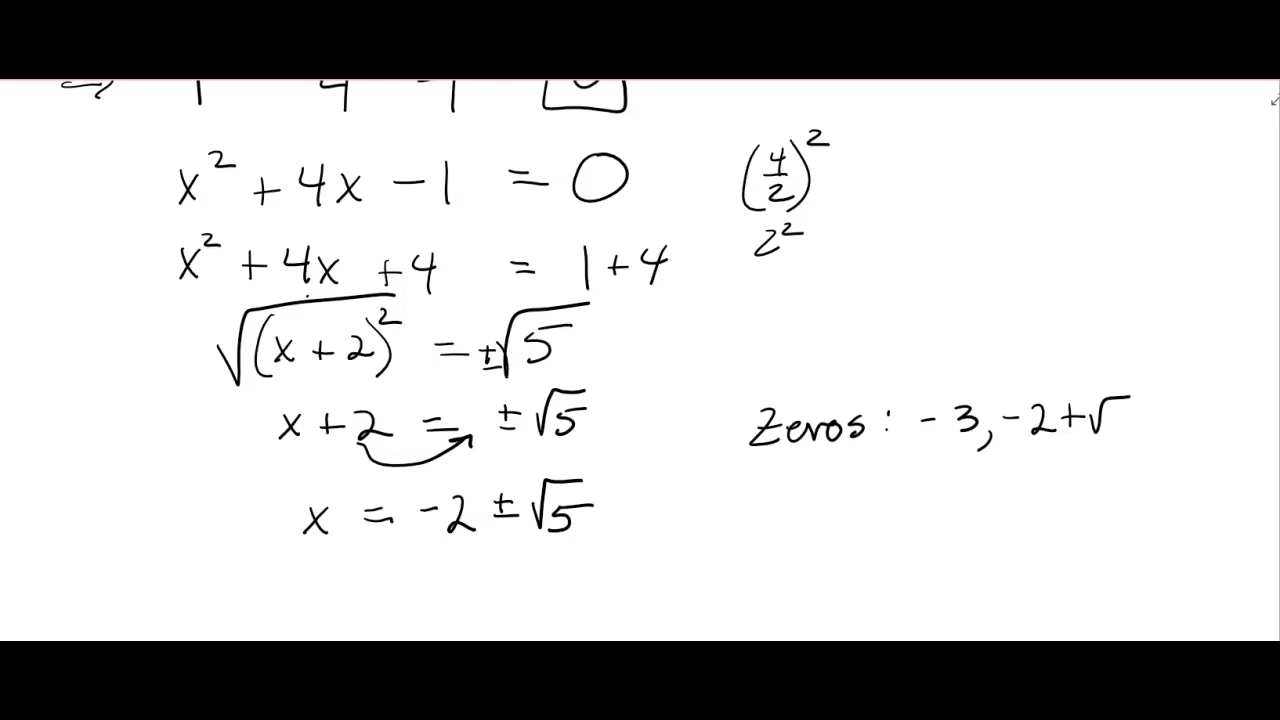 x² + 4x - 1 = 0
(4/2)²
2²
x² + 4x + 4 = 1 + 4
√(x + 2)² = ±√5
x + 2 = ±√5
Zeros: -3, -2 + √
x = -2 ± √5